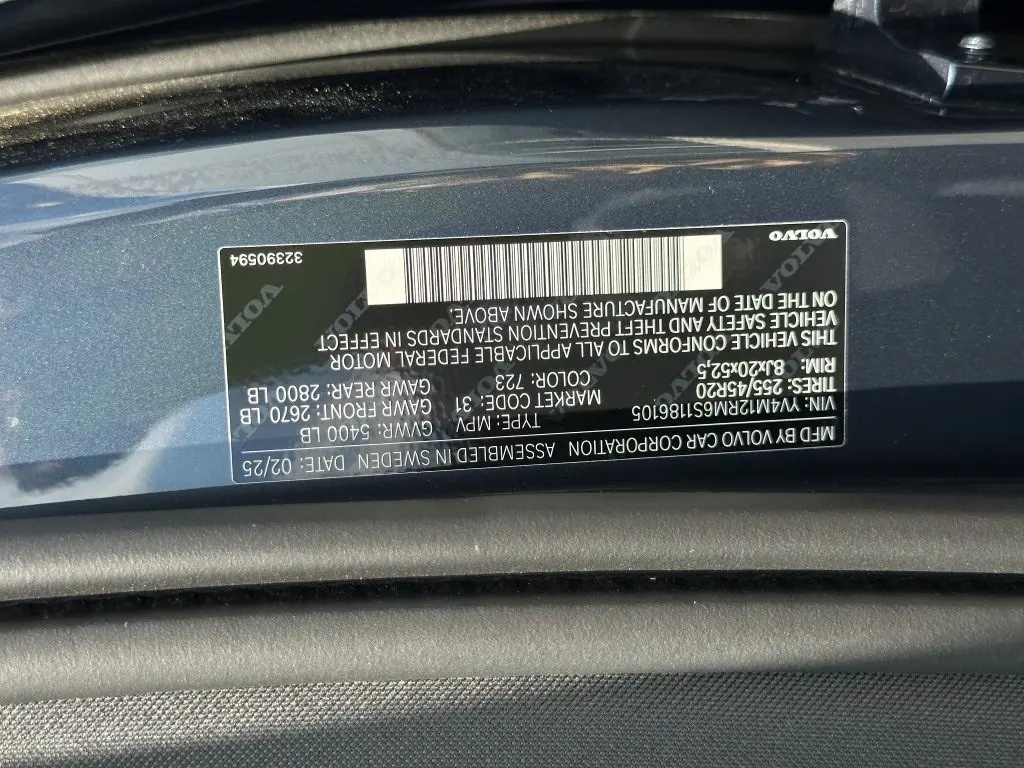 MFD BY VOLVO CAR CORPORATION ASSEMBLED IN SWEDEN DATE: 02/25
VIN: YV4M12RM6S1186105 TYPE: MPV GVWR: 5400 LB
TIRES: 255/45R20 MARKET CODE: 31 GAWR FRONT: 2670 LB
RIM: 8Jx20x52,5 COLOR: 723 GAWR REAR: 2800 LB
THIS VEHICLE CONFORMS TO ALL APPLICABLE FEDERAL MOTOR
VEHICLE SAFETY AND THEFT PREVENTION STANDARDS IN EFFECT
ON THE DATE OF MANUFACTURE SHOWN ABOVE.
VOLVO 32390594